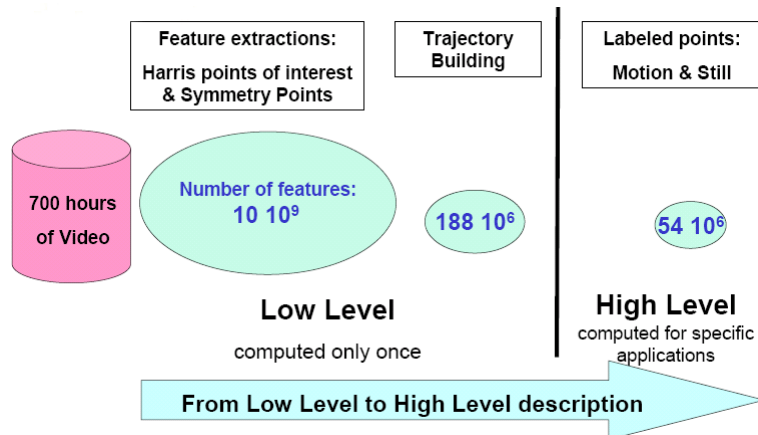 Feature extractions:
Harris points of interest
& Symmetry Points
Trajectory
Building
Labeled points:
Motion & Still
700 hours
of Video
Number of features:
10 10⁹
188 10⁶
54 10⁶
Low Level
computed only once
High Level
computed for specific
applications
From Low Level to High Level description